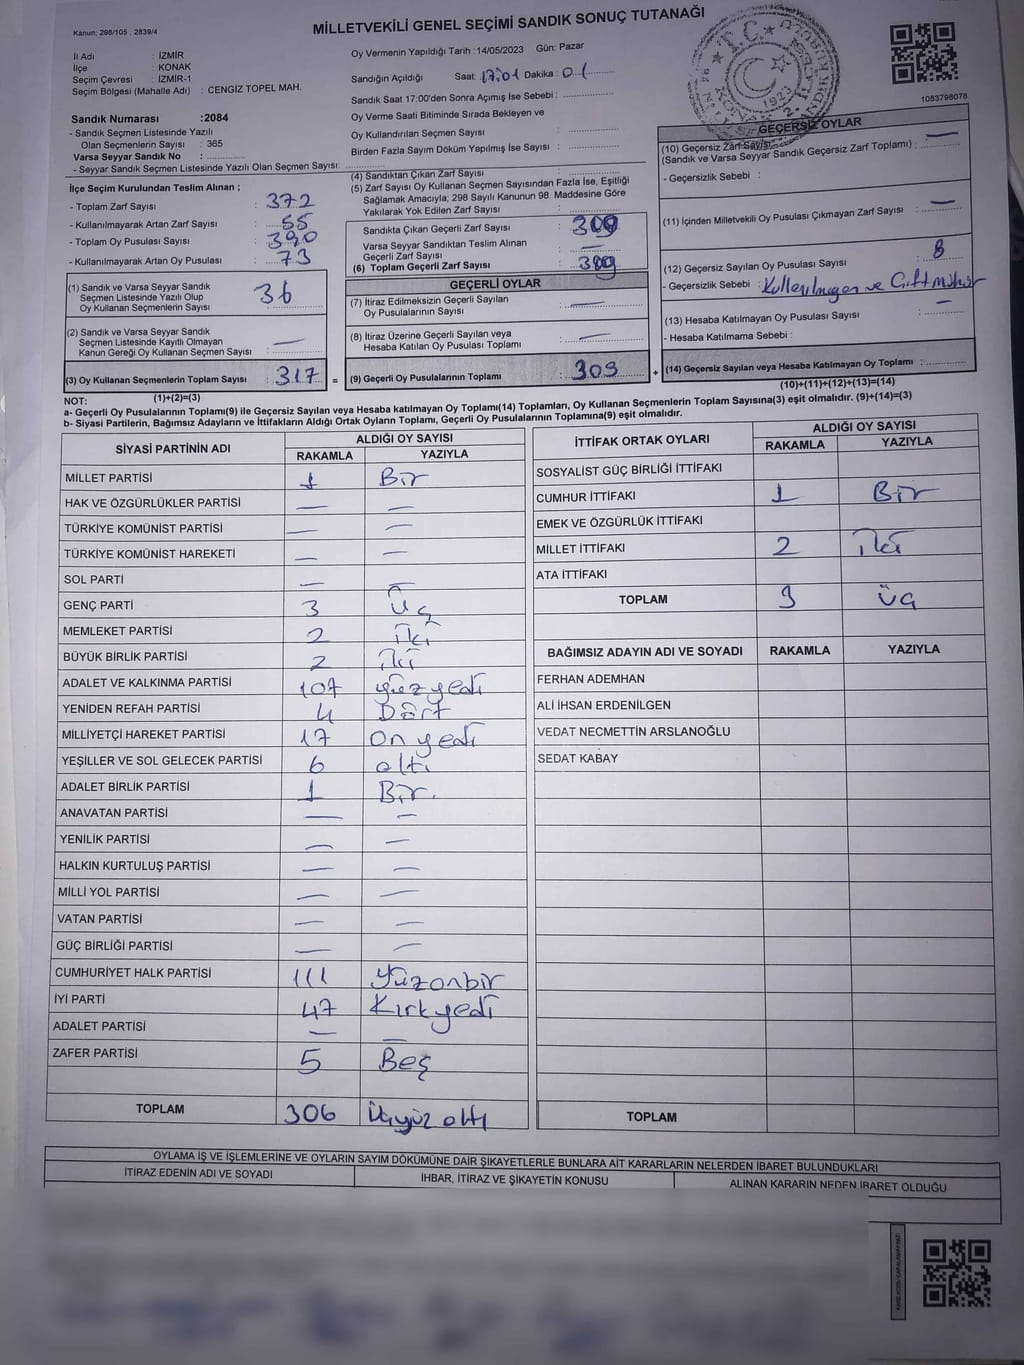 Kanun; 298/105 , 2839/4
MİLLETVEKİLİ GENEL SEÇİMİ SANDIK SONUÇ TUTANAĞI
İl Adı : İZMİR
İlçe : KONAK
Seçim Çevresi : İZMİR-1
Seçim Bölgesi (Mahalle Adı) : CENGİZ TOPEL MAH.
Sandık Numarası :2084
- Sandık Seçmen Listesinde Yazılı
Olan Seçmenlerin Sayısı : 365
Varsa Seyyar Sandık No :
- Seyyar Sandık Seçmen Listesinde Yazılı Olan Seçmen Sayısı:
Oy Vermenin Yapıldığı Tarih :14/05/2023 Gün: Pazar
Sandığın Açıldığı Saat: 17:01 Dakika : 01
Sandık Saat 17:00'den Sonra Açımış İse Sebebi :
Oy Verme Saati Bitiminde Sırada Bekleyen ve
Oy Kullandırılan Seçmen Sayısı :
Birden Fazla Sayım Döküm Yapılmış İse Sayısı :
T.C.
1923
1083798078
İlçe Seçim Kurulundan Teslim Alınan ;
- Toplam Zarf Sayısı : 372
- Kullanılmayarak Artan Zarf Sayısı : 55
- Toplam Oy Pusulası Sayısı : 390
- Kullanılmayarak Artan Oy Pusulası : 73
(1) Sandık ve Varsa Seyyar Sandık
Seçmen Listesinde Yazılı Olup
Oy Kullanan Seçmenlerin Sayısı : 36
(2) Sandık ve Varsa Seyyar Sandık
Seçmen Listesinde Kayıtlı Olmayan
Kanun Gereği Oy Kullanan Seçmen Sayısı : —
(3) Oy Kullanan Seçmenlerin Toplam Sayısı : 317 =
(4) Sandıktan Çıkan Zarf Sayısı :
(5) Zarf Sayısı Oy Kullanan Seçmen Sayısından Fazla İse, Eşitliği
Sağlamak Amacıyla; 298 Sayılı Kanunun 98. Maddesine Göre
Yakılarak Yok Edilen Zarf Sayısı :
Sandıkta Çıkan Geçerli Zarf Sayısı : 309
Varsa Seyyar Sandıktan Teslim Alınan
Geçerli Zarf Sayısı : —
(6) Toplam Geçerli Zarf Sayısı : 309
GEÇERLİ OYLAR
(7) İtiraz Edilmeksizin Geçerli Sayılan
Oy Pusulalarının Sayısı : —
(8) İtiraz Üzerine Geçerli Sayılan veya
Hesaba Katılan Oy Pusulası Toplamı : —
(9) Geçerli Oy Pusulalarının Toplamı : 309 +
GEÇERSİZ OYLAR
(10) Geçersiz Zarf Sayısı
(Sandık ve Varsa Seyyar Sandık Geçersiz Zarf Toplamı) : —
- Geçersizlik Sebebi :
(11) İçinden Milletvekili Oy Pusulası Çıkmayan Zarf Sayısı : —
(12) Geçersiz Sayılan Oy Pusulası Sayısı : 8
- Geçersizlik Sebebi : Kullanılmayan ve Çift mühür
(13) Hesaba Katılmayan Oy Pusulası Sayısı : —
- Hesaba Katılmama Sebebi :
(14) Geçersiz Sayılan veya Hesaba Katılmayan Oy Toplamı :
NOT: (1)+(2)=(3)
(10)+(11)+(12)+(13)=(14)
a- Geçerli Oy Pusulalarının Toplamı(9) ile Geçersiz Sayılan veya Hesaba katılmayan Oy Toplamı(14) Toplamları, Oy Kullanan Seçmenlerin Toplam Sayısına(3) eşit olmalıdır. (9)+(14)=(3)
b- Siyasi Partilerin, Bağımsız Adayların ve İttifakların Aldığı Ortak Oyların Toplamı, Geçerli Oy Pusulalarının Toplamına(9) eşit olmalıdır.
SİYASİ PARTİNİN ADI
ALDIĞI OY SAYISI
RAKAMLA YAZIYLA
MİLLET PARTİSİ 1 Bir
HAK VE ÖZGÜRLÜKLER PARTİSİ — —
TÜRKİYE KOMÜNİST PARTİSİ — —
TÜRKİYE KOMÜNİST HAREKETİ — —
SOL PARTİ — —
GENÇ PARTİ 3 Üç
MEMLEKET PARTİSİ 2 iki
BÜYÜK BİRLİK PARTİSİ 2 iki
ADALET VE KALKINMA PARTİSİ 107 yüzyedi
YENİDEN REFAH PARTİSİ 4 Dört
MİLLİYETÇİ HAREKET PARTİSİ 17 On yedi
YEŞİLLER VE SOL GELECEK PARTİSİ 6 altı
ADALET BİRLİK PARTİSİ 1 Bir.
ANAVATAN PARTİSİ — —
YENİLİK PARTİSİ — —
HALKIN KURTULUŞ PARTİSİ — —
MİLLİ YOL PARTİSİ — —
VATAN PARTİSİ — —
GÜÇ BİRLİĞİ PARTİSİ — —
CUMHURİYET HALK PARTİSİ 111 Yüzonbir
İYİ PARTİ 47 Kırkyedi
ADALET PARTİSİ — —
ZAFER PARTİSİ 5 Beş
TOPLAM 306 Üçyüz altı
İTTİFAK ORTAK OYLARI
ALDIĞI OY SAYISI
RAKAMLA YAZIYLA
SOSYALİST GÜÇ BİRLİĞİ İTTİFAKI
CUMHUR İTTİFAKI 1 Bir
EMEK VE ÖZGÜRLÜK İTTİFAKI
MİLLET İTTİFAKI 2 iki
ATA İTTİFAKI
TOPLAM 3 üç
BAĞIMSIZ ADAYIN ADI VE SOYADI RAKAMLA YAZIYLA
FERHAN ADEMHAN
ALİ İHSAN ERDENİLGEN
VEDAT NECMETTİN ARSLANOĞLU
SEDAT KABAY
TOPLAM
OYLAMA İŞ VE İŞLEMLERİNE VE OYLARIN SAYIM DÖKÜMÜNE DAİR ŞİKAYETLERLE BUNLARA AİT KARARLARIN NELERDEN İBARET BULUNDUKLARI
İTİRAZ EDENİN ADI VE SOYADI
İHBAR, İTİRAZ VE ŞİKAYETİN KONUSU
ALINAN KARARIN NEDEN İBARET OLDUĞU